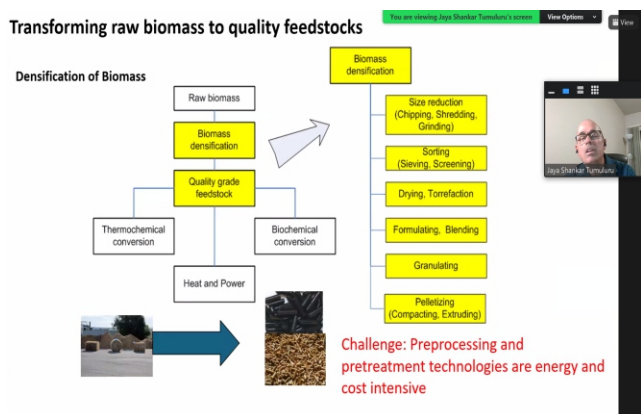 You are viewing Jaya Shankar Tumuluru's screen
View Options
View
Transforming raw biomass to quality feedstocks
Densification of Biomass
Raw biomass
Biomass
densification
Quality grade
feedstock
Thermochemical
conversion
Biochemical
conversion
Heat and Power
Biomass
densification
Size reduction
(Chipping, Shredding,
Grinding)
Sorting
(Sieving, Screening)
Drying, Torrefaction
Formulating, Blending
Granulating
Pelletizing
(Compacting, Extruding)
Jaya Shankar Tumuluru
Challenge: Preprocessing and
pretreatment technologies are energy and
cost intensive